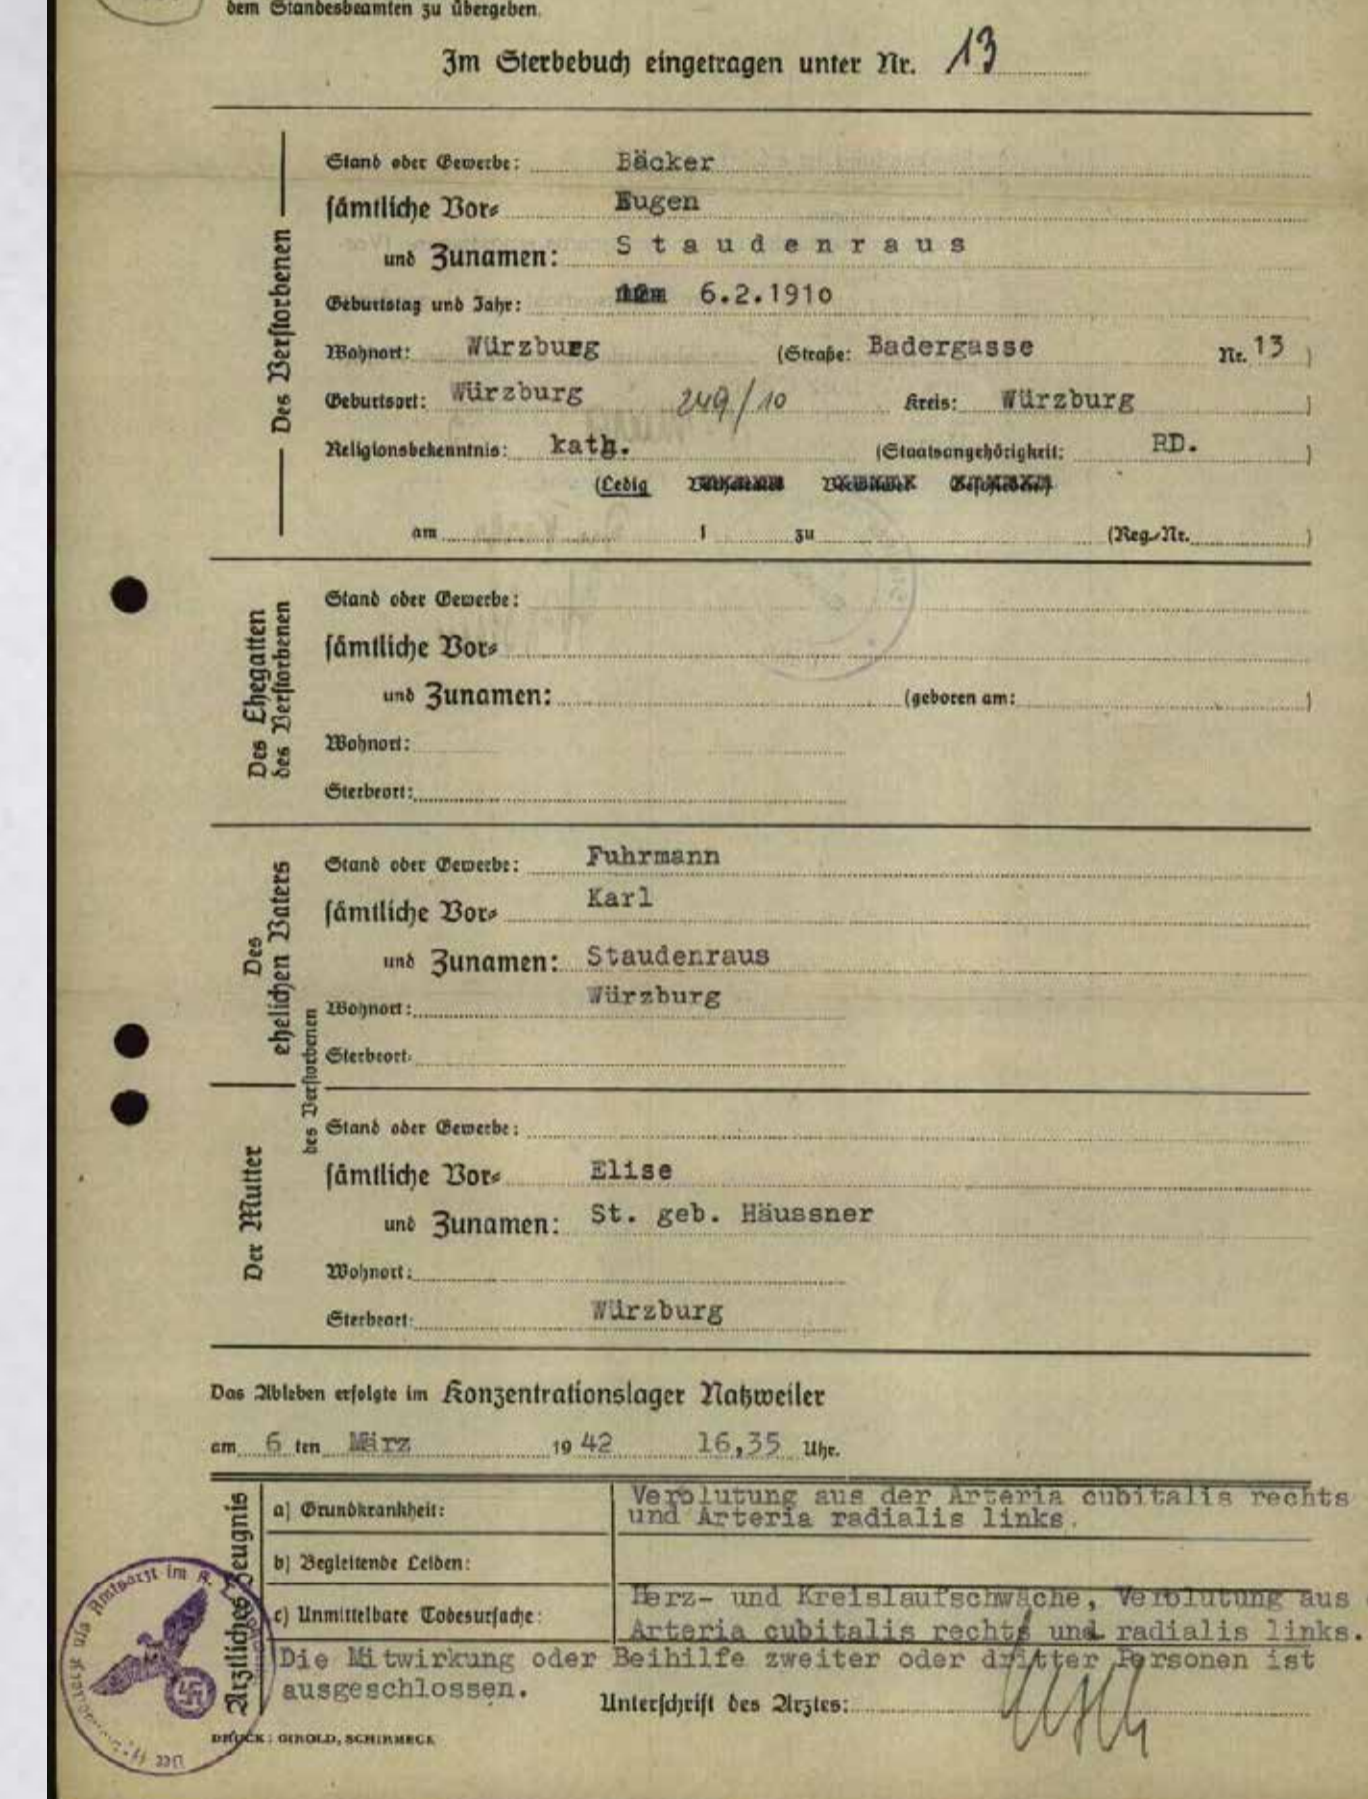 dem Standesbeamten zu übergeben.
Im Sterbebuch eingetragen unter Nr. 13
Des Verstorbenen
Stand oder Gewerbe: Bäcker
sämtliche Vor- Eugen
und Zunamen: Staudenraus
Geburtstag und Jahr: 6.2.1910
Wohnort: Würzburg (Straße: Badergasse Nr. 13 )
Geburtsort: Würzburg 249/10 Kreis: Würzburg )
Religionsbekenntnis: kath. (Staatsangehörigkeit: RD. )
(Ledig
am 1 zu (Reg.-Nr. )
Des Ehegatten
des Verstorbenen
Stand oder Gewerbe:
sämtliche Vor-
und Zunamen: (geboren am: )
Wohnort:
Sterbeort:
Des
ehelichen Vaters
des Verstorbenen
Stand oder Gewerbe: Fuhrmann
sämtliche Vor- Karl
und Zunamen: Staudenraus
Wohnort: Würzburg
Sterbeort:
Der Mutter
Stand oder Gewerbe:
sämtliche Vor- Elise
und Zunamen: St. geb. Häussner
Wohnort:
Sterbeort: Würzburg
Das Ableben erfolgte im Konzentrationslager Natzweiler
am 6 ten März 1942 16,35 Uhr.
Ärztliches Zeugnis
a) Grundkrankheit: Verblutung aus der Arteria cubitalis rechts
und Arteria radialis links.
b) Begleitende Leiden:
c) Unmittelbare Todesursache: Herz- und Kreislaufschwäche, Verblutung aus
Arteria cubitalis rechts und radialis links.
Die Mitwirkung oder Beihilfe zweiter oder dritter Personen ist
ausgeschlossen.
Unterschrift des Arztes:
DRUCK: GIROLD, SCHIRMECK